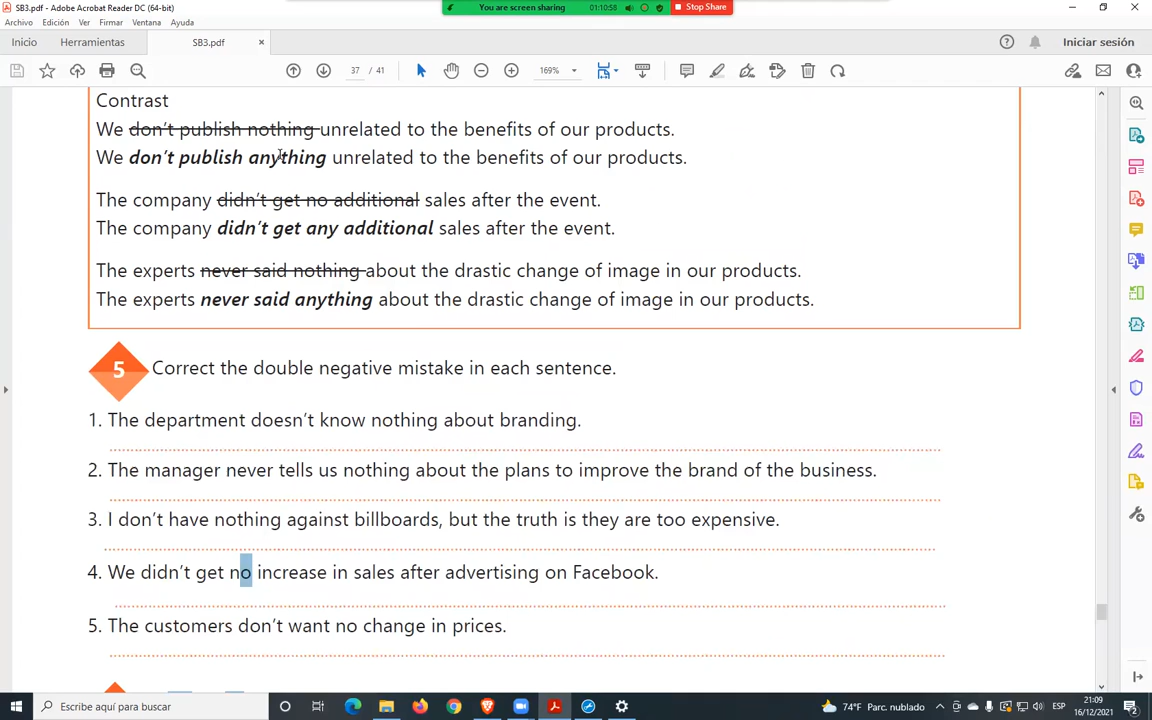 SB3.pdf - Adobe Acrobat Reader DC (64-bit)
You are screen sharing
01:10:58
Stop Share
Archivo Edición Ver Firmar Ventana Ayuda
Inicio Herramientas SB3.pdf × Iniciar sesión
37 / 41 169%
Contrast
We don't publish nothing unrelated to the benefits of our products.
We don't publish anything unrelated to the benefits of our products.
The company didn't get no additional sales after the event.
The company didn't get any additional sales after the event.
The experts never said nothing about the drastic change of image in our products.
The experts never said anything about the drastic change of image in our products.
5 Correct the double negative mistake in each sentence.
1. The department doesn't know nothing about branding.
2. The manager never tells us nothing about the plans to improve the brand of the business.
3. I don't have nothing against billboards, but the truth is they are too expensive.
4. We didn't get no increase in sales after advertising on Facebook.
5. The customers don't want no change in prices.
Escribe aquí para buscar
74°F Parc. nublado
ESP
21:09
16/12/2021
2